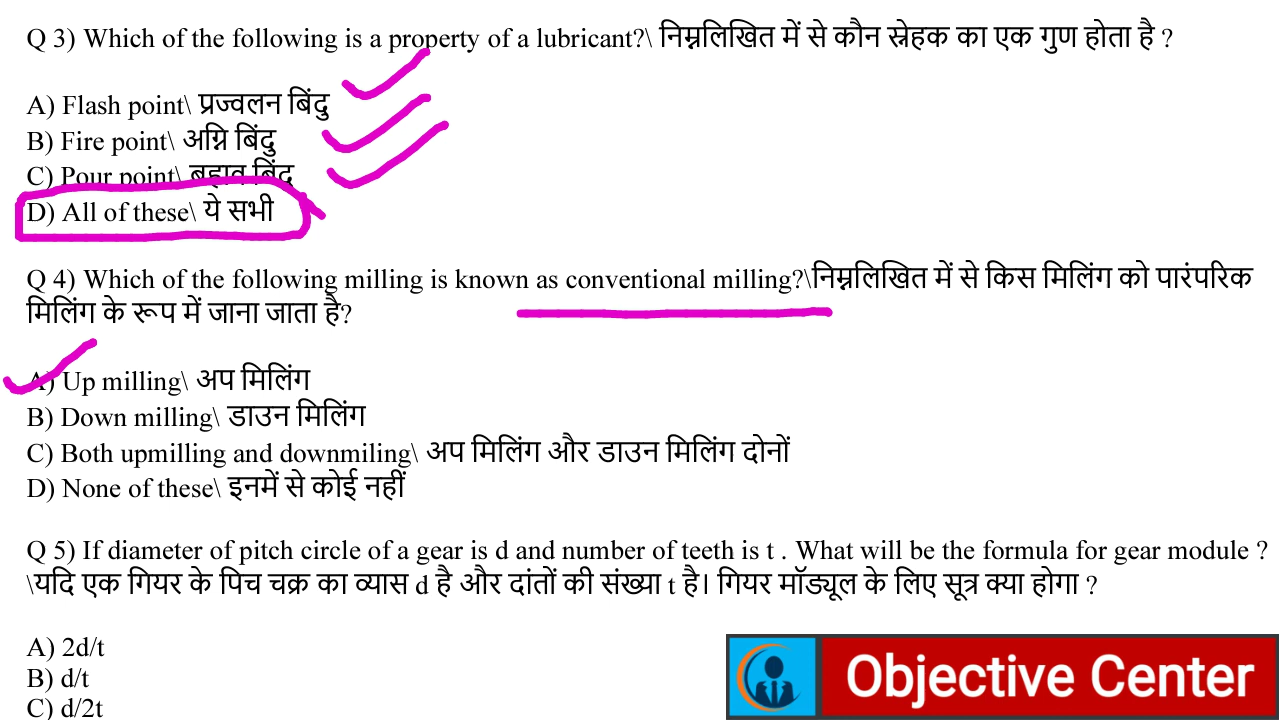 Q 3) Which of the following is a property of a lubricant?\ निम्नलिखित में से कौन स्नेहक का एक गुण होता है ?
A) Flash point\ प्रज्वलन बिंदु
B) Fire point\ अग्नि बिंदु
C) Pour point\ बहाव बिंदु
D) All of these\ ये सभी
Q 4) Which of the following milling is known as conventional milling?\निम्नलिखित में से किस मिलिंग को पारंपरिक
मिलिंग के रूप में जाना जाता है?
A) Up milling\ अप मिलिंग
B) Down milling\ डाउन मिलिंग
C) Both upmilling and downmiling\ अप मिलिंग और डाउन मिलिंग दोनों
D) None of these\ इनमें से कोई नहीं
Q 5) If diameter of pitch circle of a gear is d and number of teeth is t . What will be the formula for gear module ?
\यदि एक गियर के पिच चक्र का व्यास d है और दांतों की संख्या t है। गियर मॉड्यूल के लिए सूत्र क्या होगा ?
A) 2d/t
B) d/t
C) d/2t
Objective Center